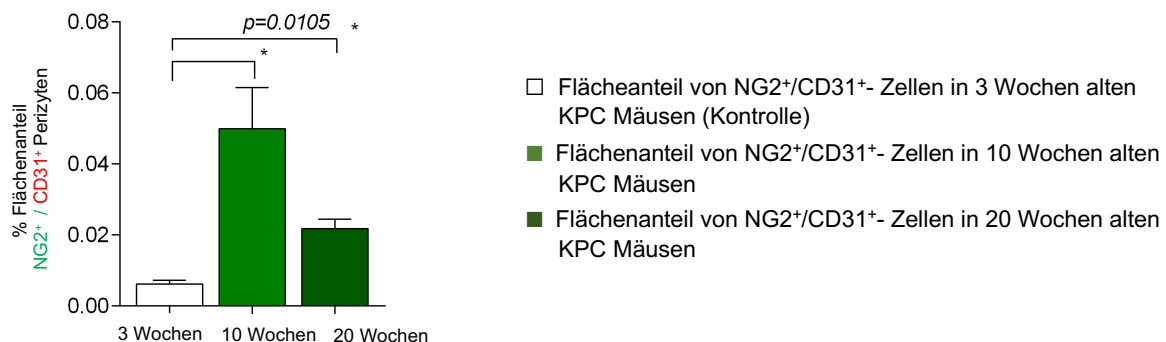 0.08
0.06
0.04
0.02
0.00
% Flächenanteil
NG2⁺ / CD31⁺ Perizyten
p=0.0105 *
*
3 Wochen 10 Wochen 20 Wochen
Flächeanteil von NG2⁺/CD31⁺- Zellen in 3 Wochen alten
KPC Mäusen (Kontrolle)
Flächenanteil von NG2⁺/CD31⁺- Zellen in 10 Wochen alten
KPC Mäusen
Flächenanteil von NG2⁺/CD31⁺- Zellen in 20 Wochen alten
KPC Mäusen